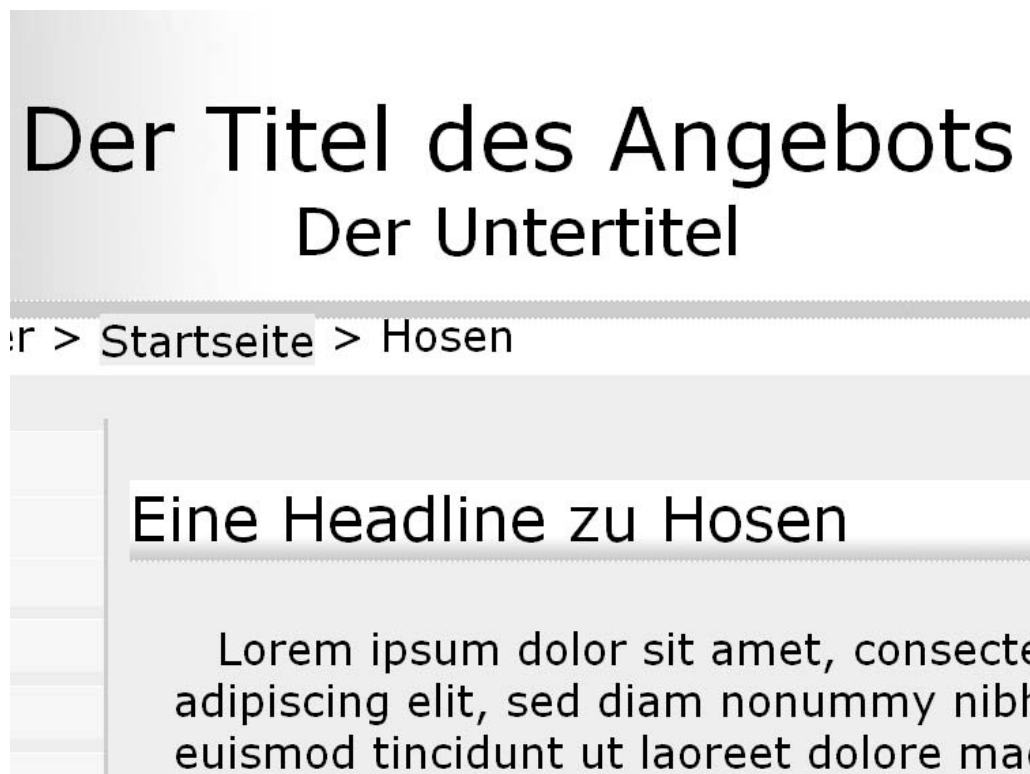 Der Titel des Angebots
Der Untertitel
> Startseite > Hosen
Eine Headline zu Hosen
Lorem ipsum dolor sit amet,
adipiscing elit, sed diam nonummy
euismod tincidunt ut laoreet dolore